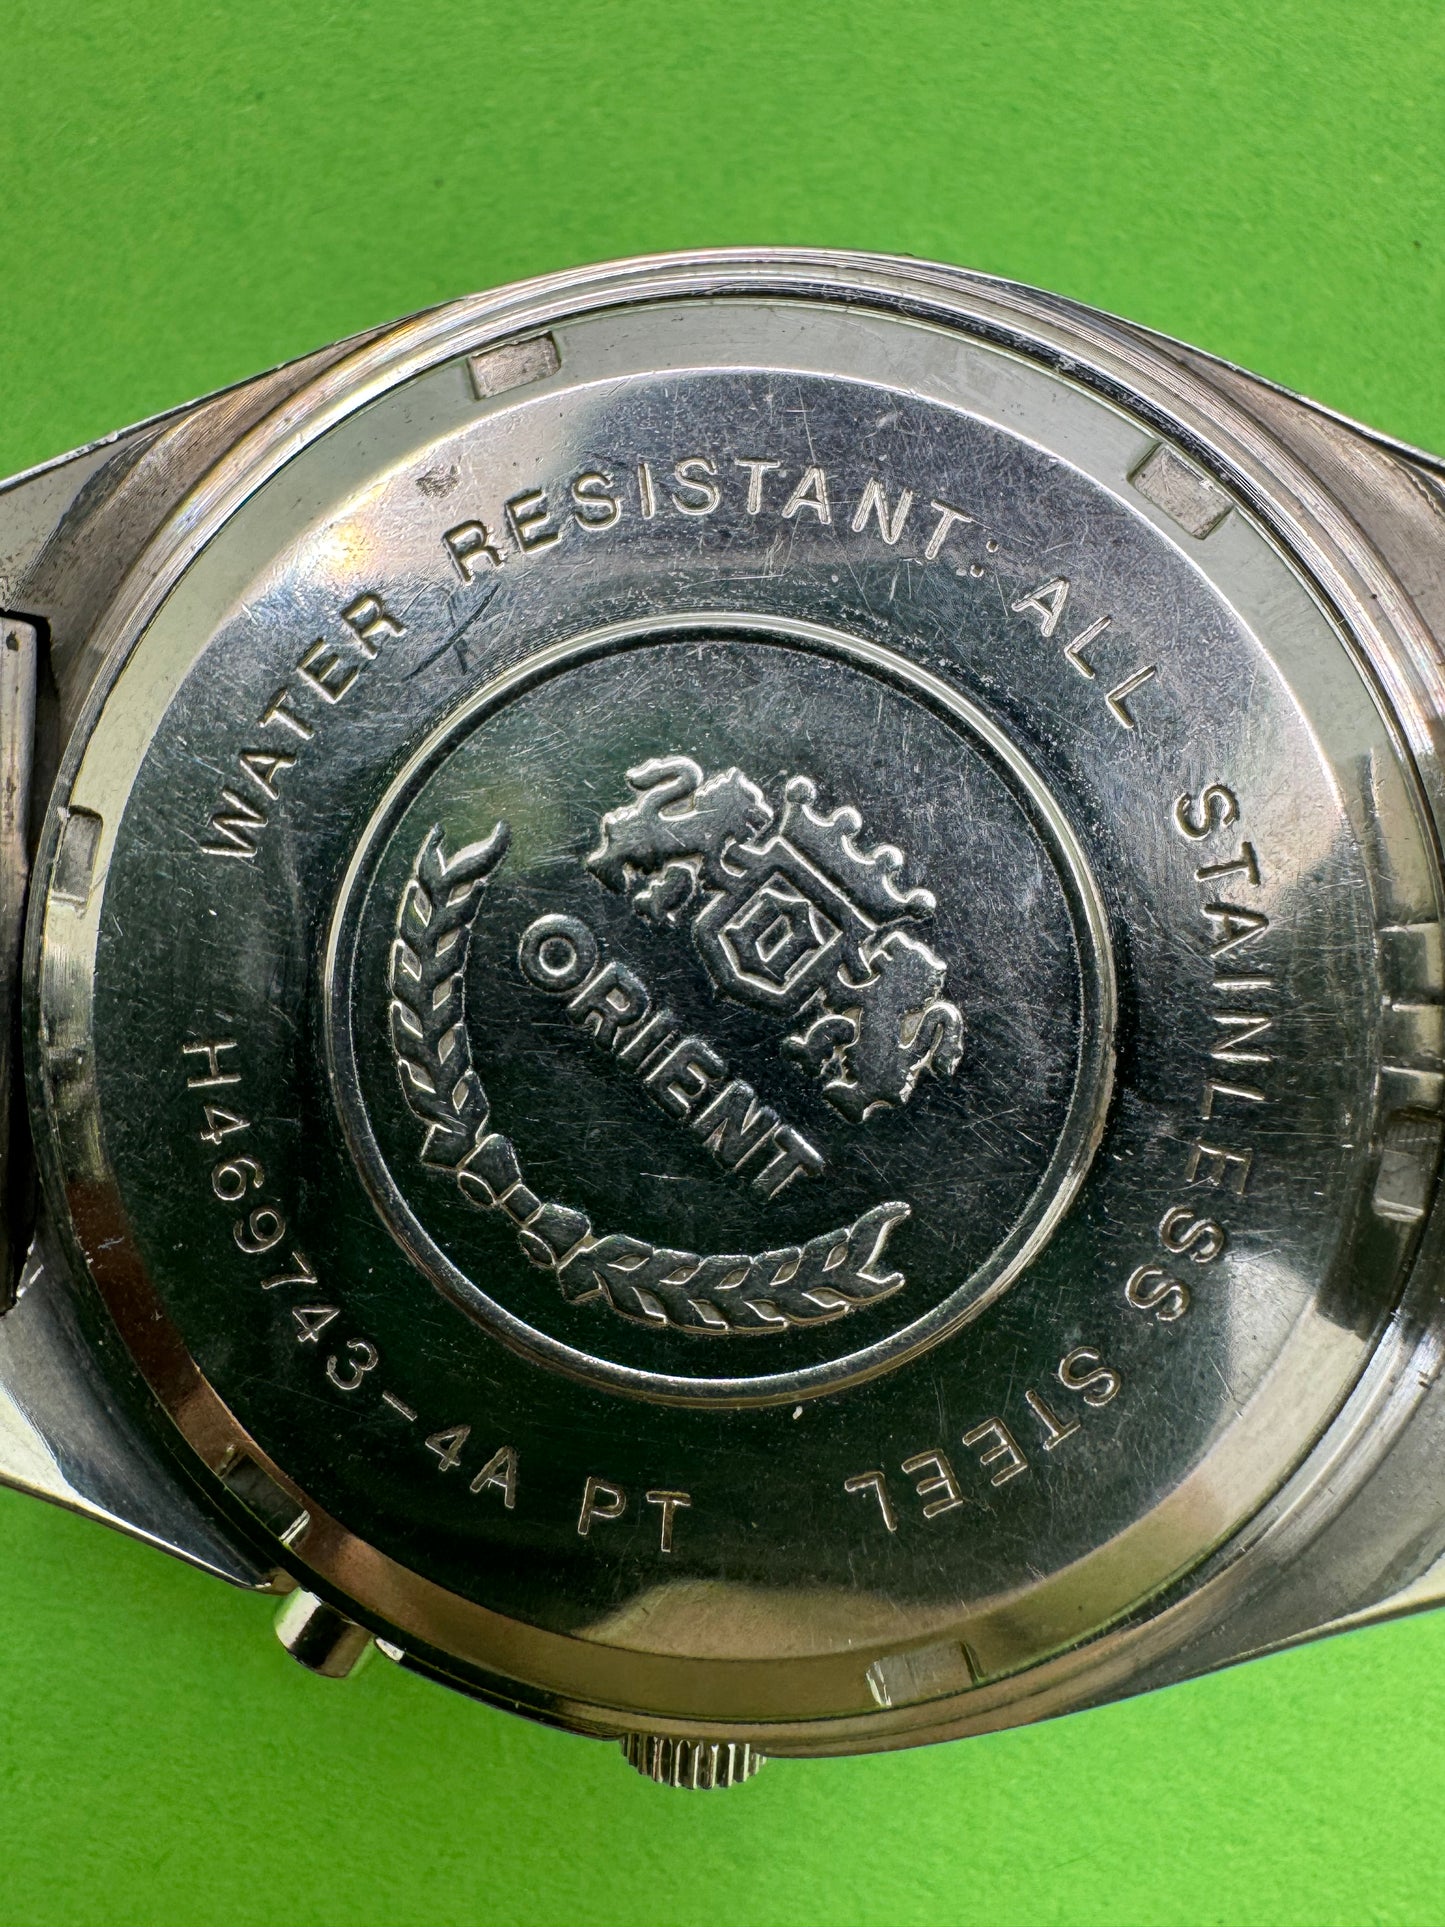 WATER RESISTANT: ALL STAINLESS STEEL
H469743-4A PT
ORIENT